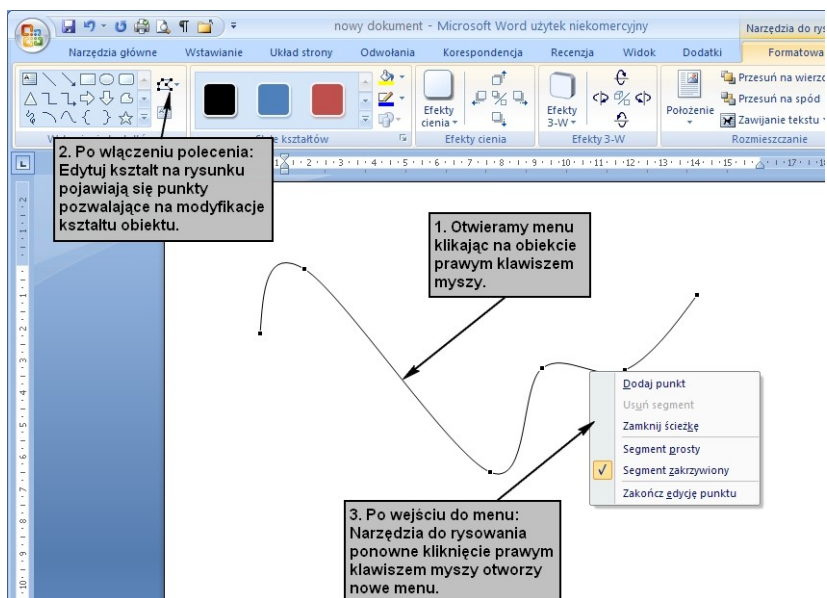 nowy dokument - Microsoft Word użytek niekomercyjny
Narzędzia do
Narzędzia główne Wstawianie Układ strony Odwołania Korespondencja Recenzja Widok Dodatki Formatowa
Efekty cienia
Efekty 3-W
Położenie
Przesuń na wierzc
Przesuń na spód
Zawijanie tekstu
kształtów
Efekty cienia
Efekty 3-W
Rozmieszczanie
2. Po włączeniu polecenia:
Edytuj kształt na rysunku
pojawiają się punkty
pozwalające na modyfikacje
kształtu obiektu.
1. Otwieramy menu
klikając na obiekcie
prawym klawiszem
myszy.
Dodaj punkt
Usuń segment
Zamknij ścieżkę
Segment prosty
Segment zakrzywiony
Zakończ edycję punktu
3. Po wejściu do menu:
Narzędzia do rysowania
ponowne kliknięcie prawym
klawiszem myszy otworzy
nowe menu.